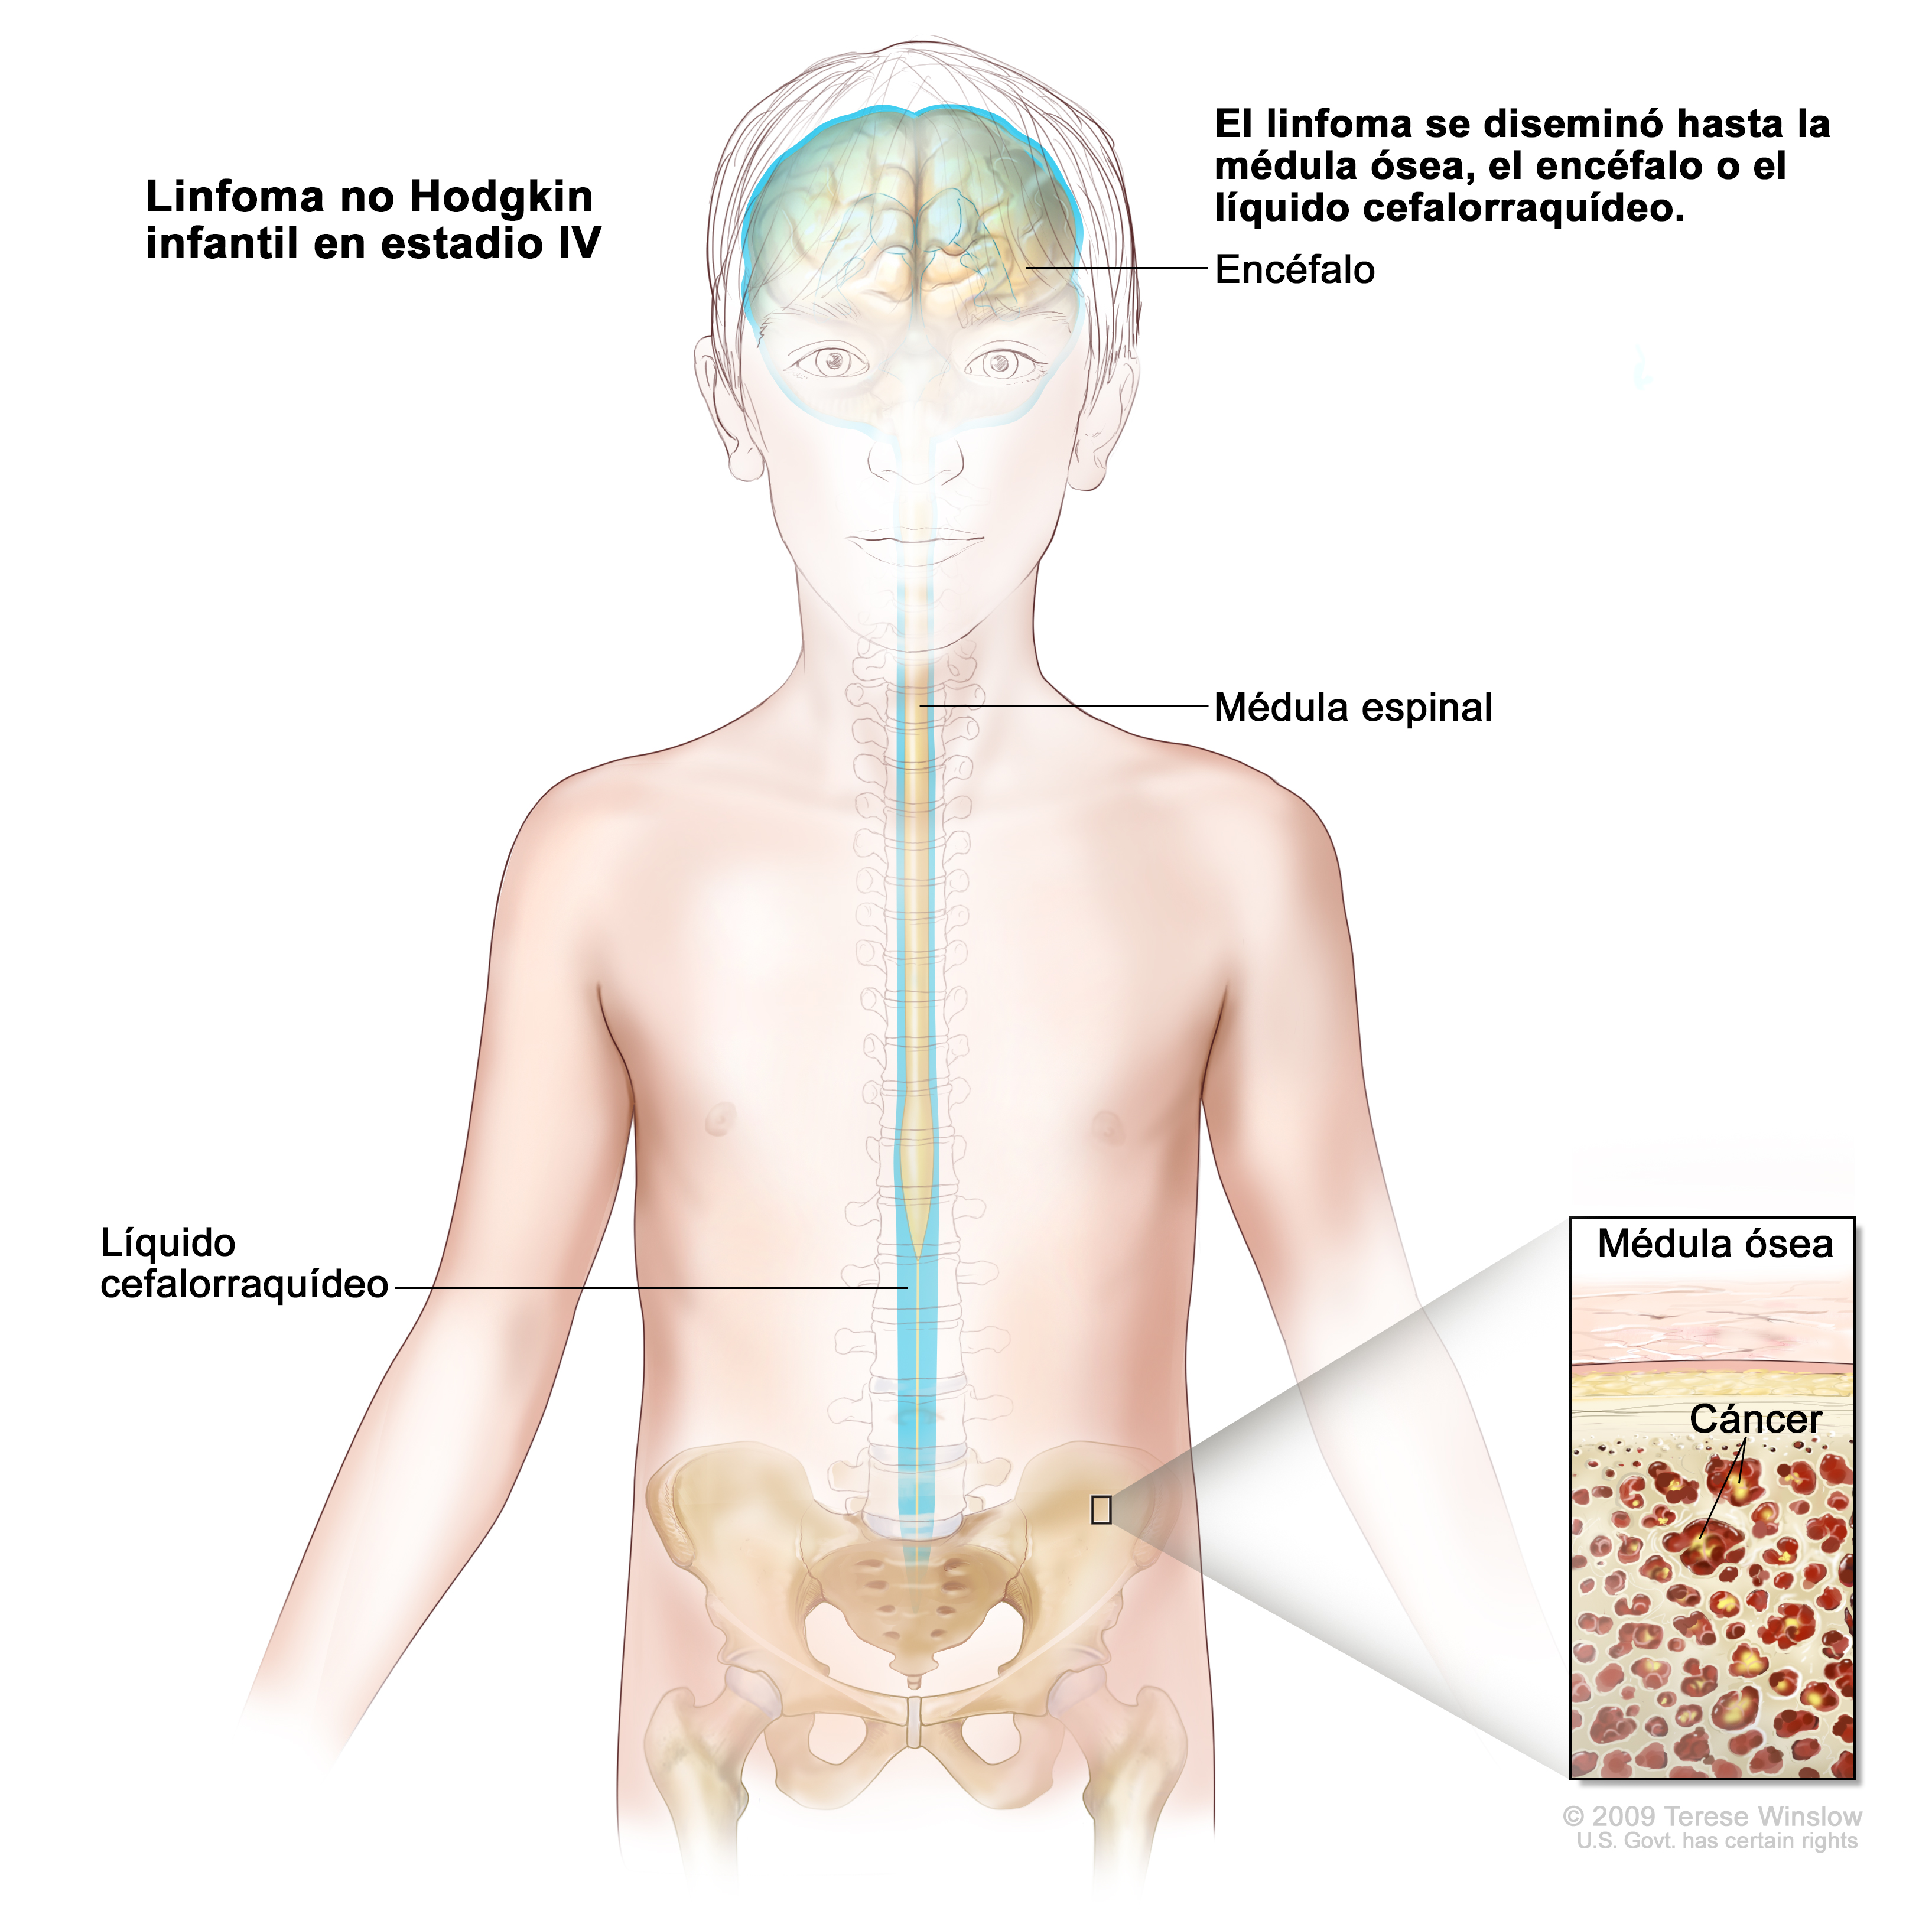 Linfoma no Hodgkin
infantil en estadio IV
El linfoma se diseminó hasta la
médula ósea, el encéfalo o el
líquido cefalorraquídeo.
Encéfalo
Médula espinal
Líquido
cefalorraquídeo
Médula ósea
Cáncer
© 2009 Terese Winslow
U.S. Govt. has certain rights